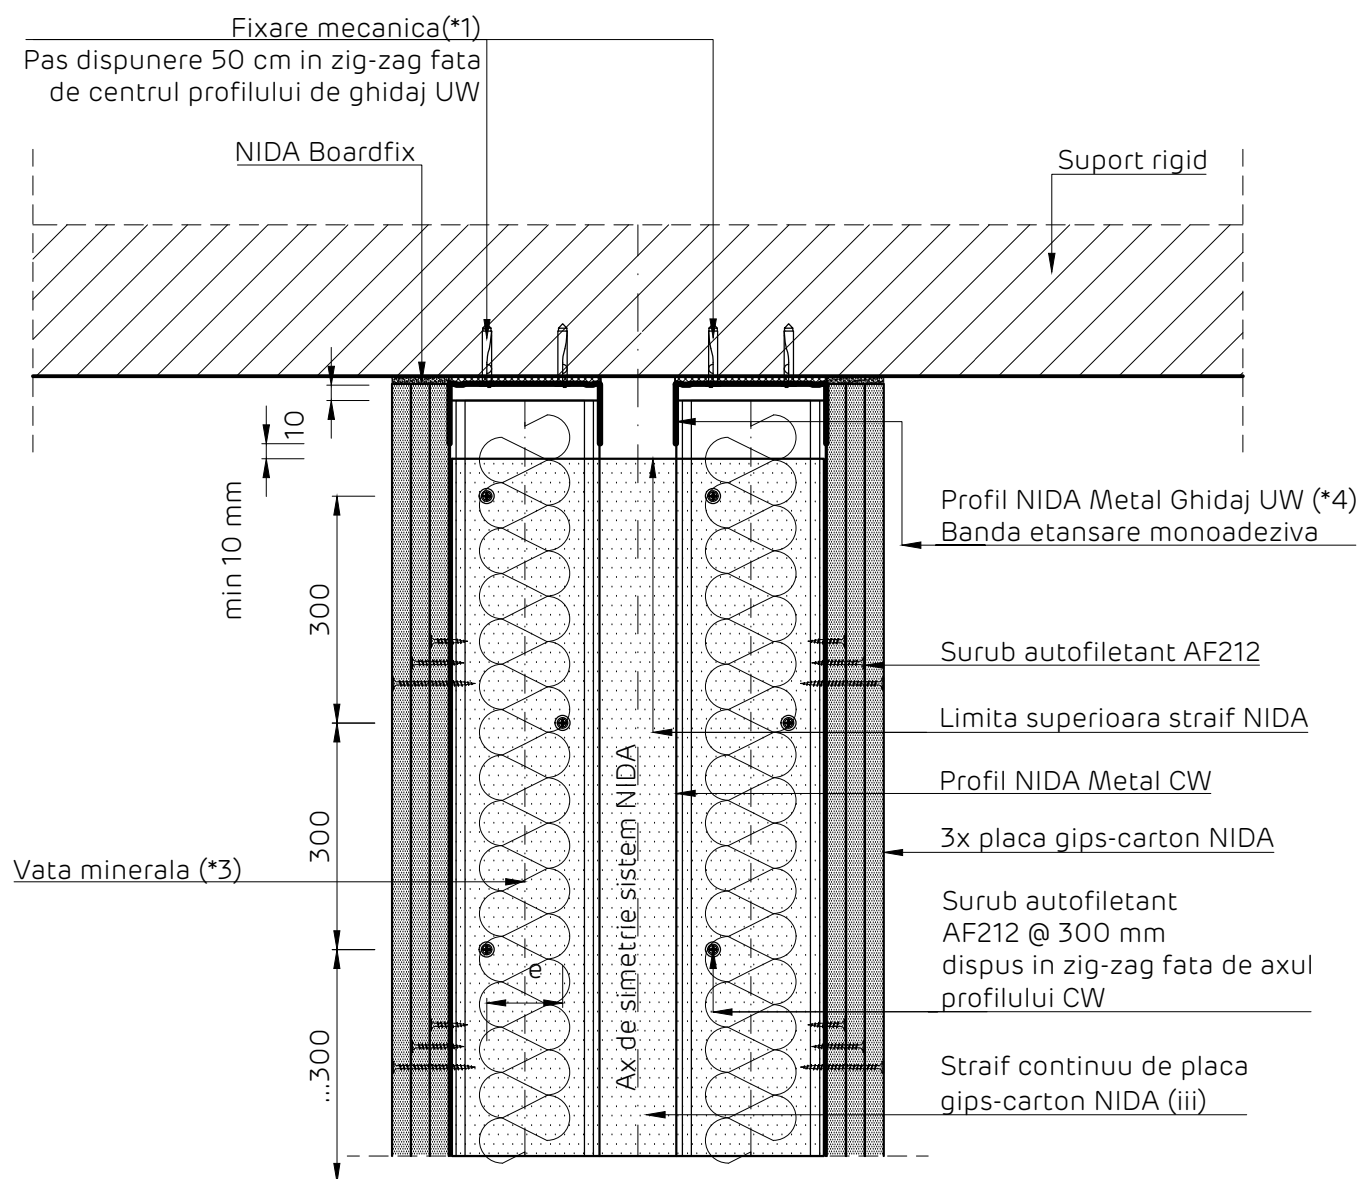 Fixare mecanica(*1)
Pas dispunere 50 cm in zig-zag fata
de centrul profilului de ghidaj UW
NIDA Boardfix
Suport rigid
10
min 10 mm
300
300
....300
Vata minerala (*3)
e
Ax de simetrie sistem NIDA
Profil NIDA Metal Ghidaj UW (*4)
Banda etansare monoadeziva
Surub autofiletant AF212
Limita superioara straif NIDA
Profil NIDA Metal CW
3x placa gips-carton NIDA
Surub autofiletant
AF212 @ 300 mm
dispus in zig-zag fata de axul
profilului CW
Straif continuu de placa
gips-carton NIDA (iii)